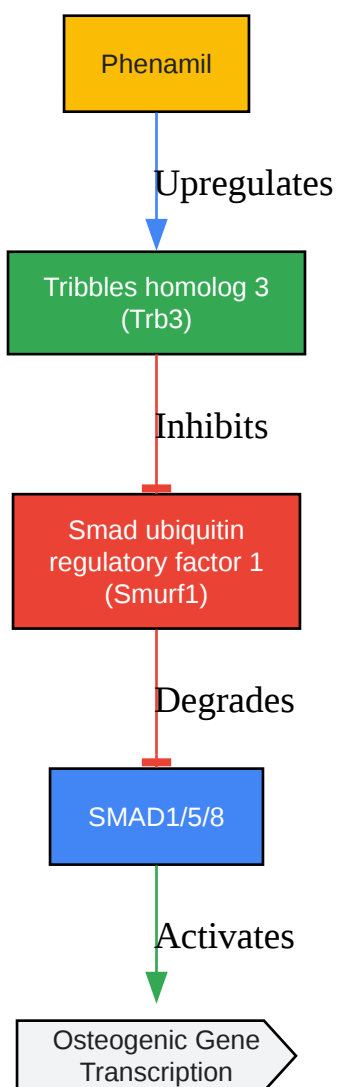 Phenamil
Upregulates
Tribbles homolog 3
(Trb3)
Inhibits
Smad ubiquitin
regulatory factor 1
(Smurf1)
Degrades
SMAD1/5/8
Activates
Osteogenic Gene
Transcription